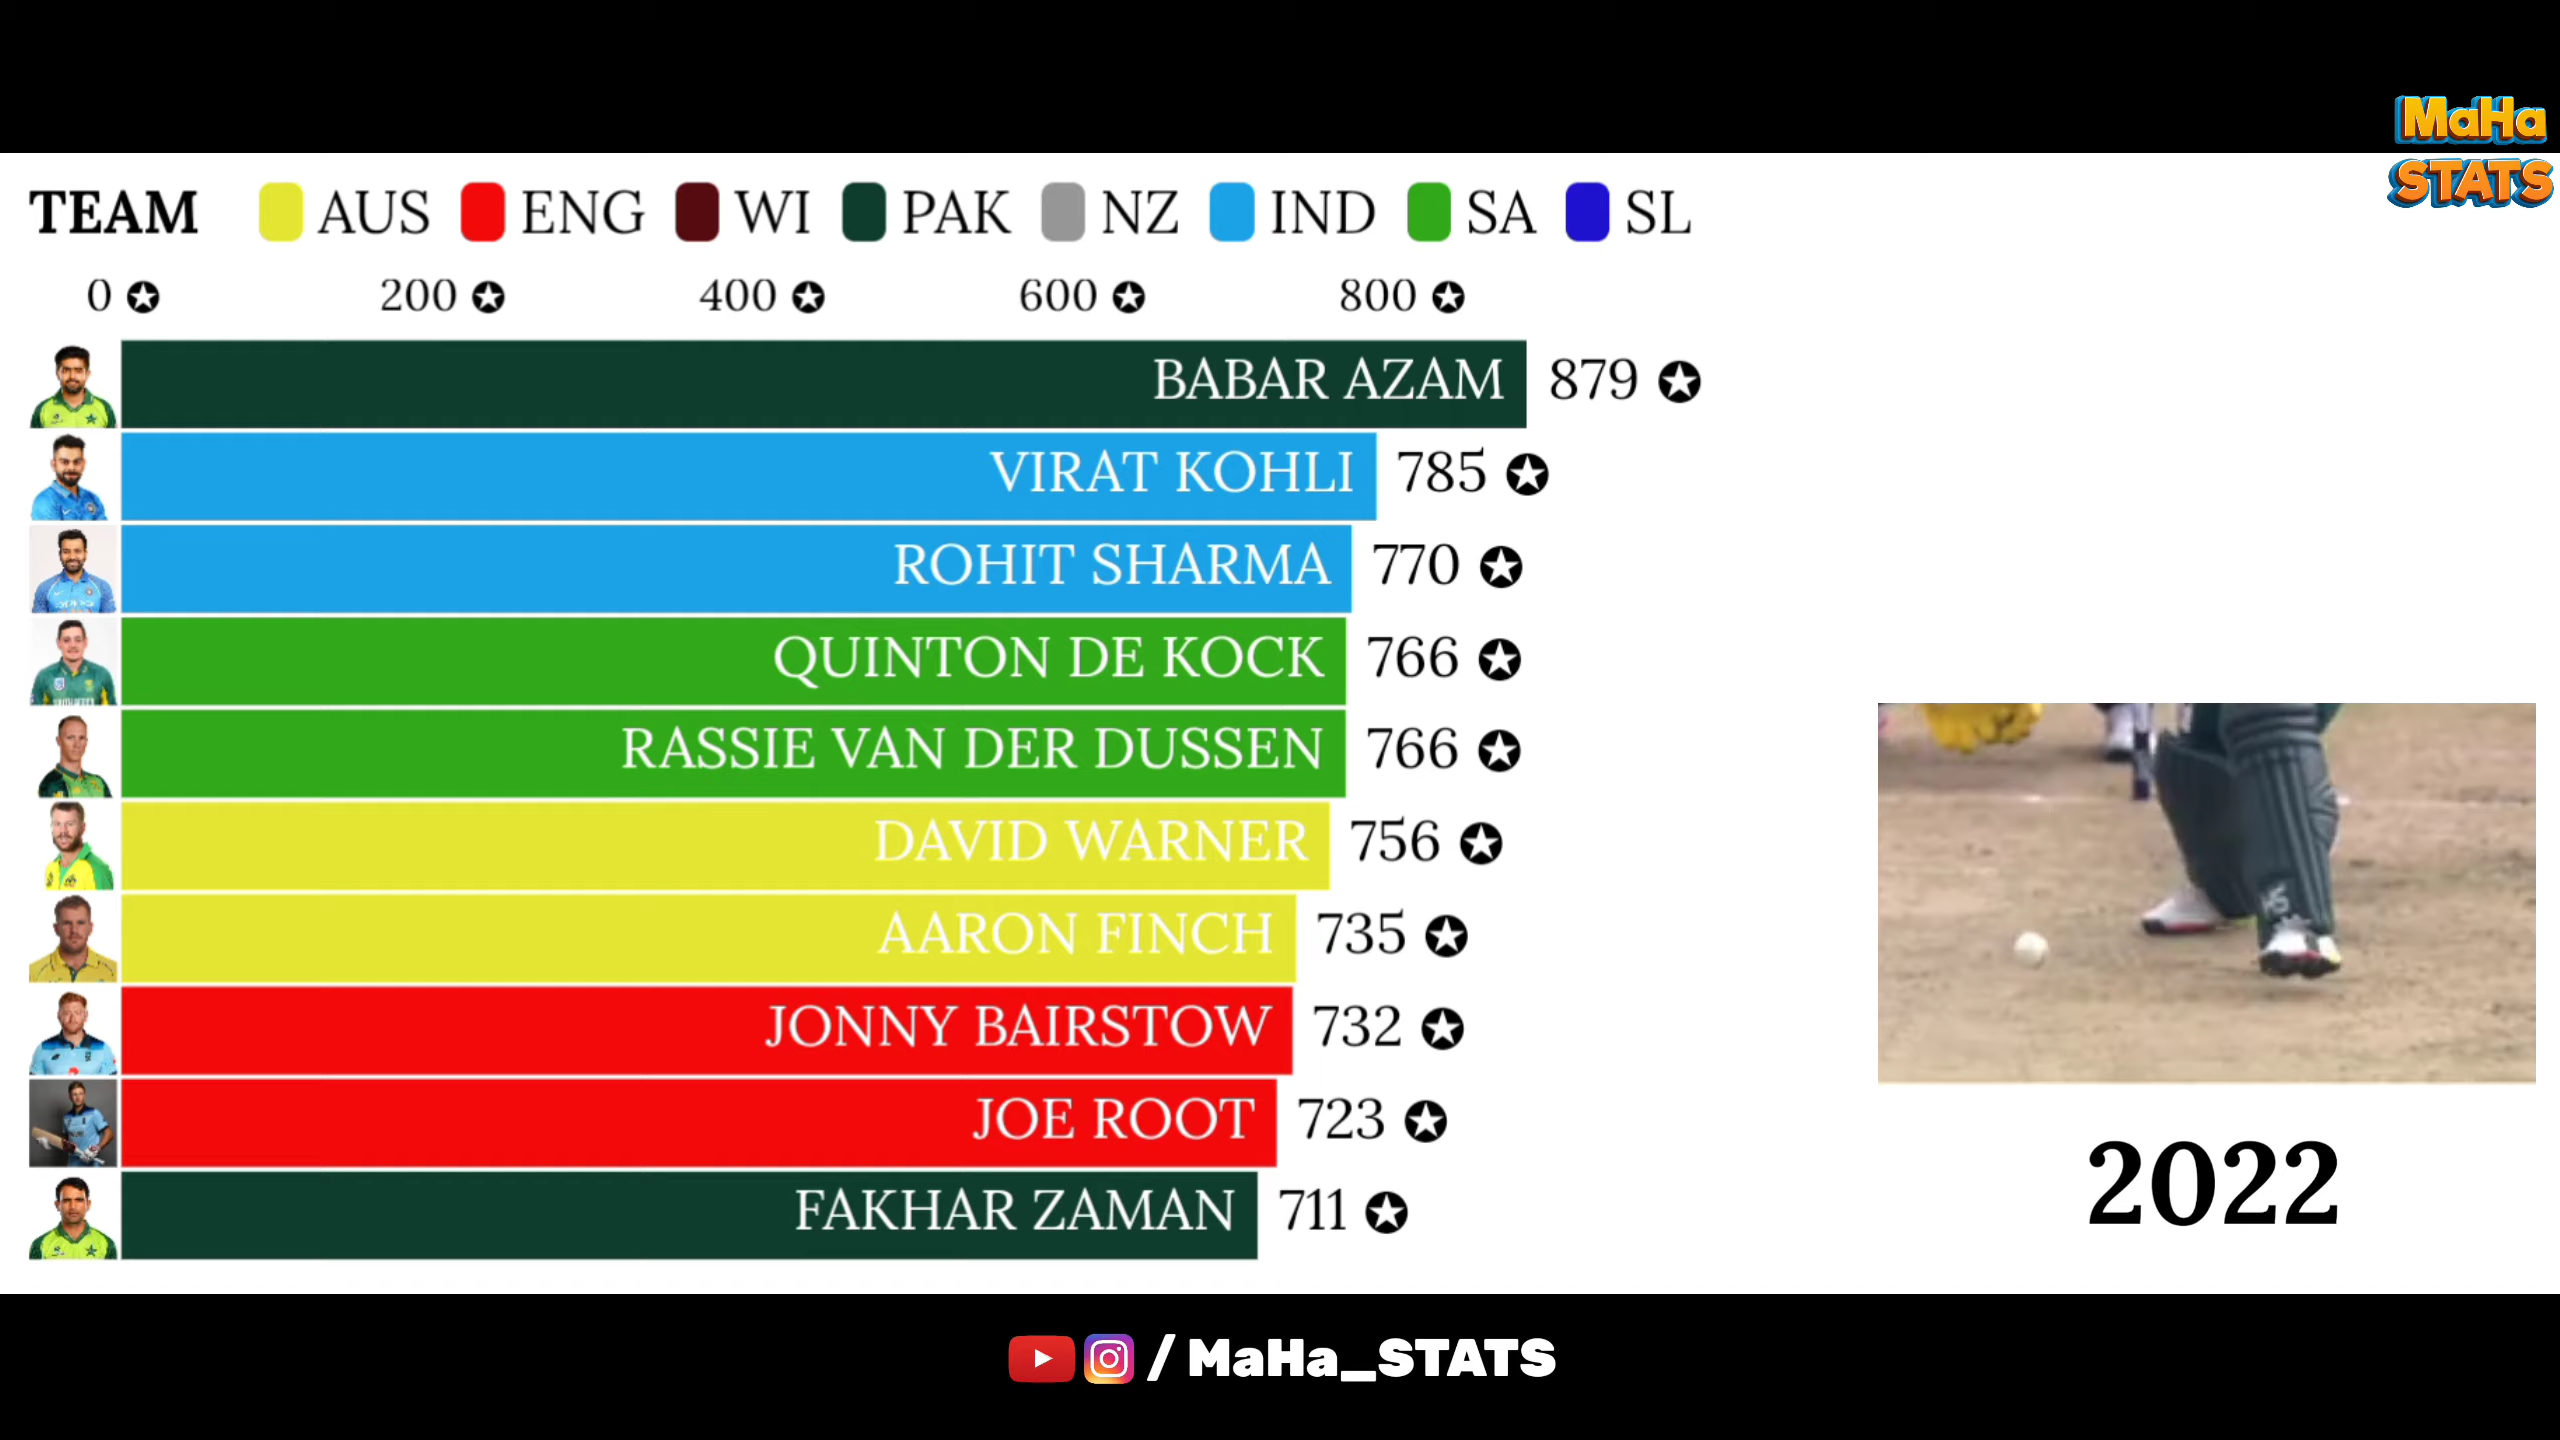 MaHa
STATS
TEAM AUS ENG WI PAK NZ IND SA SL
0 200 400 600 800
BABAR AZAM 879
VIRAT KOHLI 785
ROHIT SHARMA 770
QUINTON DE KOCK 766
RASSIE VAN DER DUSSEN 766
DAVID WARNER 756
AARON FINCH 735
JONNY BAIRSTOW 732
JOE ROOT 723
FAKHAR ZAMAN 711
2022
/ MaHa_STATS